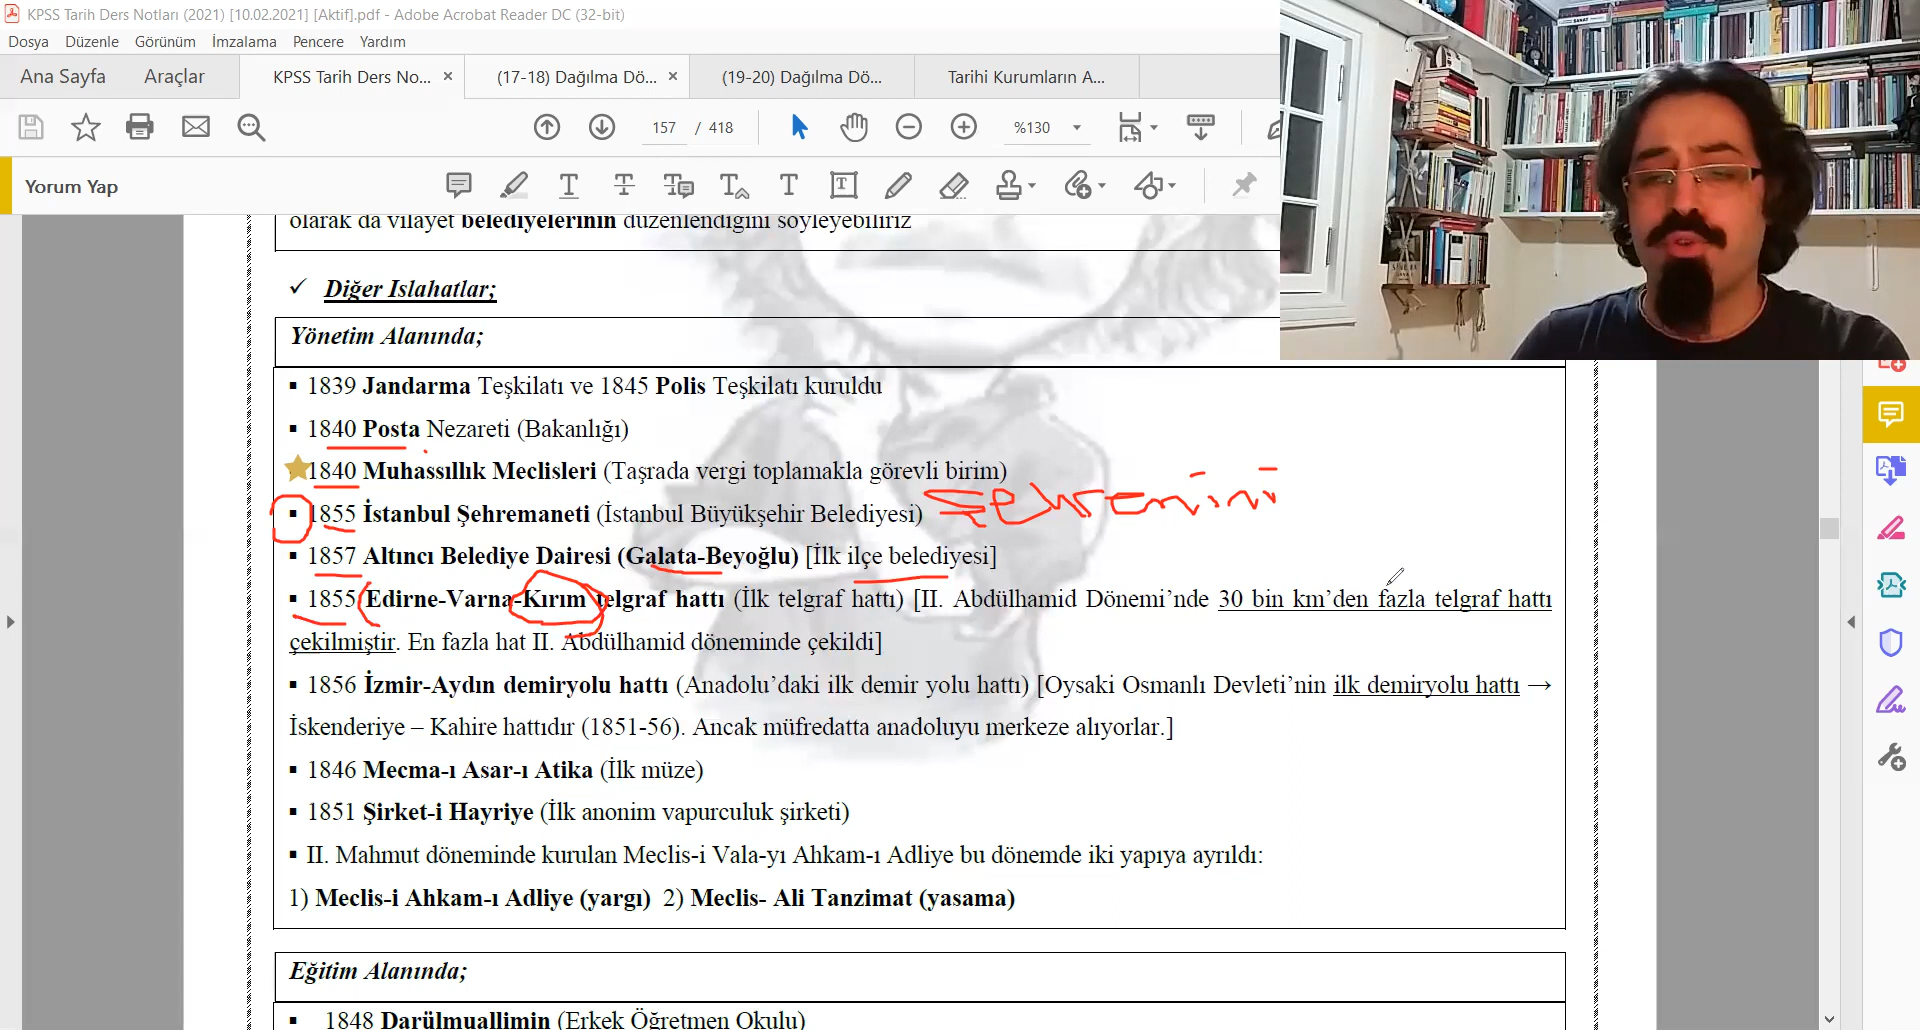 KPSS Tarih Ders Notları (2021) [10.02.2021] [Aktif].pdf - Adobe Acrobat Reader DC (32-bit)
Dosya Düzenle Görünüm İmzalama Pencere Yardım
Ana Sayfa Araçlar KPSS Tarih Ders No... × (17-18) Dağılma Dö... × (19-20) Dağılma Dö... Tarihi Kurumların A...
157 / 418 %130
Yorum Yap
olarak da vilayet belediyelerinin düzenlendiğini söyleyebiliriz
✓ Diğer Islahatlar;
Yönetim Alanında;
▪ 1839 Jandarma Teşkilatı ve 1845 Polis Teşkilatı kuruldu
▪ 1840 Posta Nezareti (Bakanlığı)
1840 Muhassıllık Meclisleri (Taşrada vergi toplamakla görevli birim)
Şehremini
▪ 1855 İstanbul Şehremaneti (İstanbul Büyükşehir Belediyesi)
▪ 1857 Altıncı Belediye Dairesi (Galata-Beyoğlu) [İlk ilçe belediyesi]
▪ 1855 Edirne-Varna-Kırım telgraf hattı (İlk telgraf hattı) [II. Abdülhamid Dönemi’nde 30 bin km’den fazla telgraf hattı
çekilmiştir. En fazla hat II. Abdülhamid döneminde çekildi]
▪ 1856 İzmir-Aydın demiryolu hattı (Anadolu’daki ilk demir yolu hattı) [Oysaki Osmanlı Devleti’nin ilk demiryolu hattı →
İskenderiye – Kahire hattıdır (1851-56). Ancak müfredatta anadoluyu merkeze alıyorlar.]
▪ 1846 Mecma-ı Asar-ı Atika (İlk müze)
▪ 1851 Şirket-i Hayriye (İlk anonim vapurculuk şirketi)
▪ II. Mahmut döneminde kurulan Meclis-i Vala-yı Ahkam-ı Adliye bu dönemde iki yapıya ayrıldı:
1) Meclis-i Ahkam-ı Adliye (yargı) 2) Meclis- Ali Tanzimat (yasama)
Eğitim Alanında;
▪ 1848 Darülmuallimin (Erkek Öğretmen Okulu)